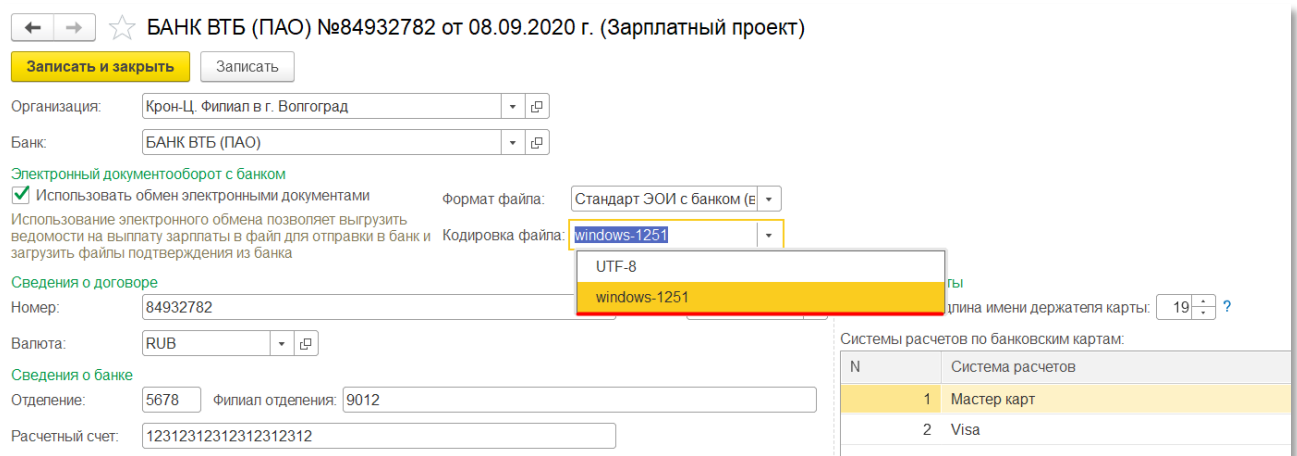 БАНК ВТБ (ПАО) №84932782 от 08.09.2020 г. (Зарплатный проект)
Записать и закрыть Записать
Организация: Крон-Ц. Филиал в г. Волгоград
Банк: БАНК ВТБ (ПАО)
Электронный документооборот с банком
Использовать обмен электронными документами Формат файла: Стандарт ЭОИ с банком (в
Использование электронного обмена позволяет выгрузить
ведомости на выплату зарплаты в файл для отправки в банк и Кодировка файла: windows-1251
загрузить файлы подтверждения из банка
UTF-8
windows-1251
Сведения о договоре
Номер: 84932782 длина имени держателя карты: 19 ?
Валюта: RUB Системы расчетов по банковским картам:
Сведения о банке N Система расчетов
Отделение: 5678 Филиал отделения: 9012 1 Мастер карт
Расчетный счет: 12312312312312312312 2 Visa